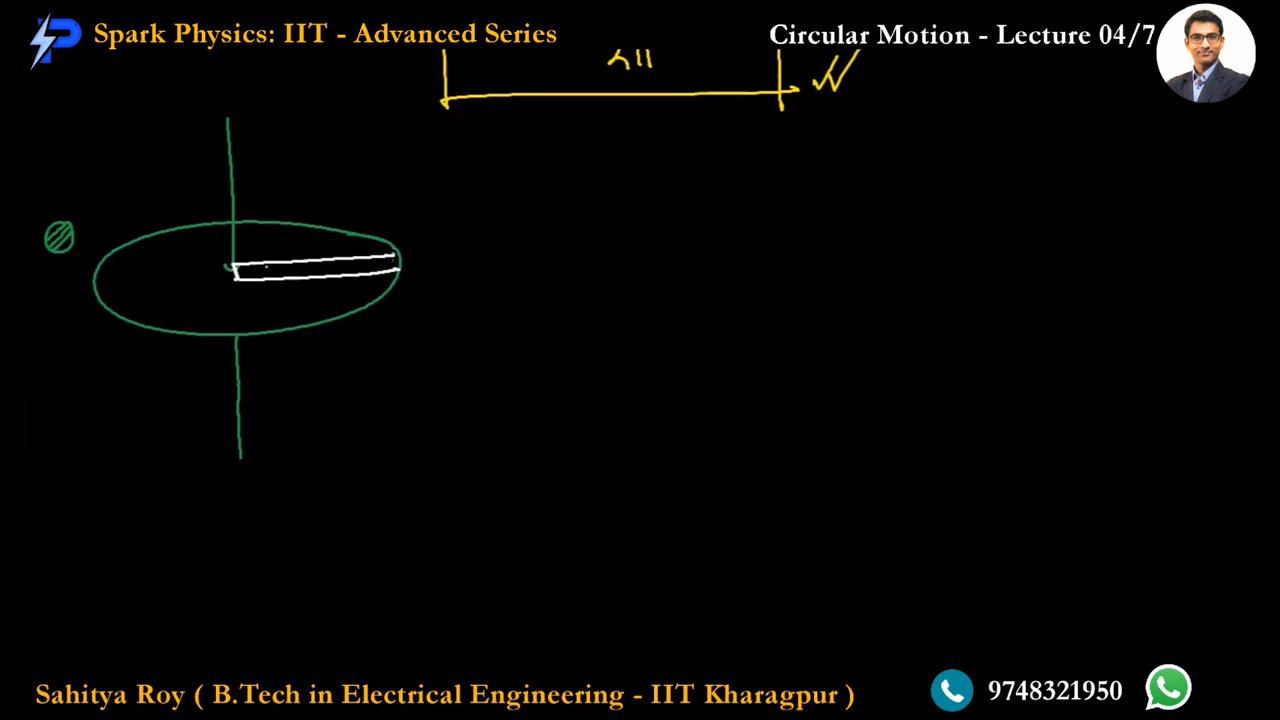 Spark Physics: IIT - Advanced Series
Circular Motion - Lecture 04/7
Sahitya Roy ( B.Tech in Electrical Engineering - IIT Kharagpur )
9748321950